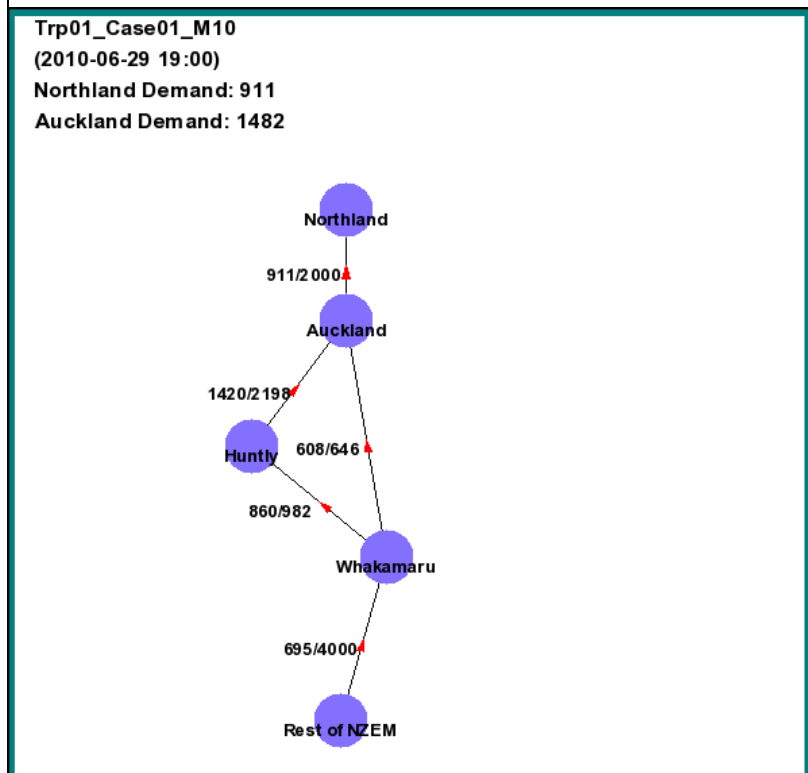 Trp01_Case01_M10
(2010-06-29 19:00)
Northland Demand: 911
Auckland Demand: 1482
Northland
911/2000
Auckland
1420/2198
608/646
Huntly
860/982
Whakamaru
695/4000
Rest of NZEM